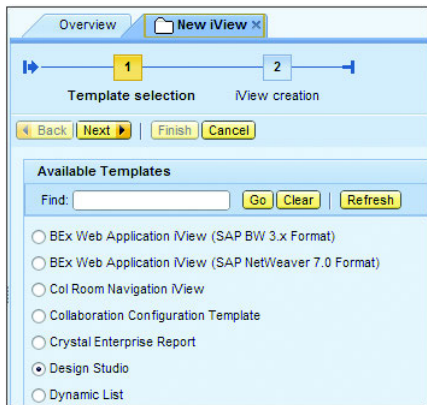 Overview New iView
1 2
Template selection iView creation
Back Next Finish Cancel
Available Templates
Find: Go Clear Refresh
BEx Web Application iView (SAP BW 3.x Format)
BEx Web Application iView (SAP NetWeaver 7.0 Format)
Col Room Navigation iView
Collaboration Configuration Template
Crystal Enterprise Report
Design Studio
Dynamic List